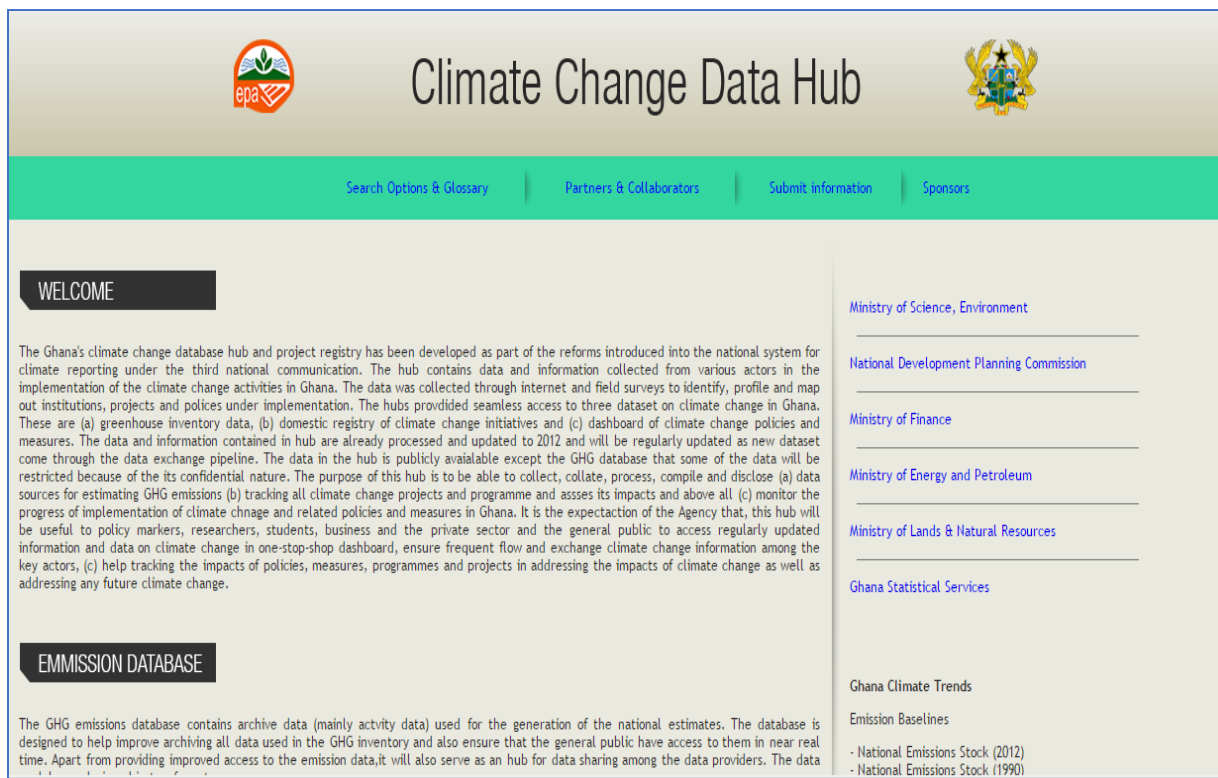 epa
Climate Change Data Hub
Search Options & Glossary
Partners & Collaborators
Submit information
Sponsors
WELCOME
The Ghana's climate change database hub and project registry has been developed as part of the reforms introduced into the national system for
climate reporting under the third national communication. The hub contains data and information collected from various actors in the
implementation of the climate change activities in Ghana. The data was collected through internet and field surveys to identify, profile and map
out institutions, projects and polices under implementation. The hubs provdided seamless access to three dataset on climate change in Ghana.
These are (a) greenhouse inventory data, (b) domestic registry of climate change initiatives and (c) dashboard of climate change policies and
measures. The data and information contained in hub are already processed and updated to 2012 and will be regularly updated as new dataset
come through the data exchange pipeline. The data in the hub is publicly avaialable except the GHG database that some of the data will be
restricted because of the its confidential nature. The purpose of this hub is to be able to collect, collate, process, compile and disclose (a) data
sources for estimating GHG emissions (b) tracking all climate change projects and programme and assses its impacts and above all (c) monitor the
progress of implementation of climate chnage and related policies and measures in Ghana. It is the expectaction of the Agency that, this hub will
be useful to policy markers, researchers, students, business and the private sector and the general public to access regularly updated
information and data on climate change in one-stop-shop dashboard, ensure frequent flow and exchange climate change information among the
key actors, (c) help tracking the impacts of policies, measures, programmes and projects in addressing the impacts of climate change as well as
addressing any future climate change.
EMMISSION DATABASE
The GHG emissions database contains archive data (mainly actvity data) used for the generation of the national estimates. The database is
designed to help improve archiving all data used in the GHG inventory and also ensure that the general public have access to them in near real
time. Apart from providing improved access to the emission data,it will also serve as an hub for data sharing among the data providers. The data
Ministry of Science, Environment
National Development Planning Commission
Ministry of Finance
Ministry of Energy and Petroleum
Ministry of Lands & Natural Resources
Ghana Statistical Services
Ghana Climate Trends
Emission Baselines
- National Emissions Stock (2012)
- National Emissions Stock (1990)